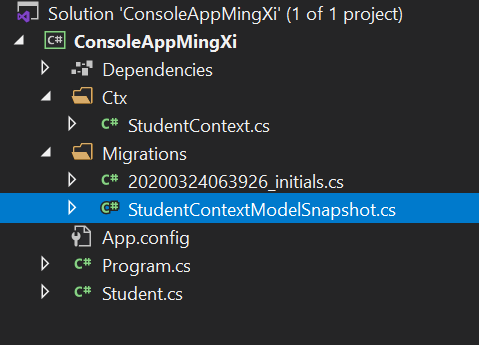 Solution 'ConsoleAppMingXi' (1 of 1 project)
C# ConsoleAppMingXi
Dependencies
Ctx
C# StudentContext.cs
Migrations
C# 20200324063926_initials.cs
C# StudentContextModelSnapshot.cs
App.config
C# Program.cs
C# Student.cs